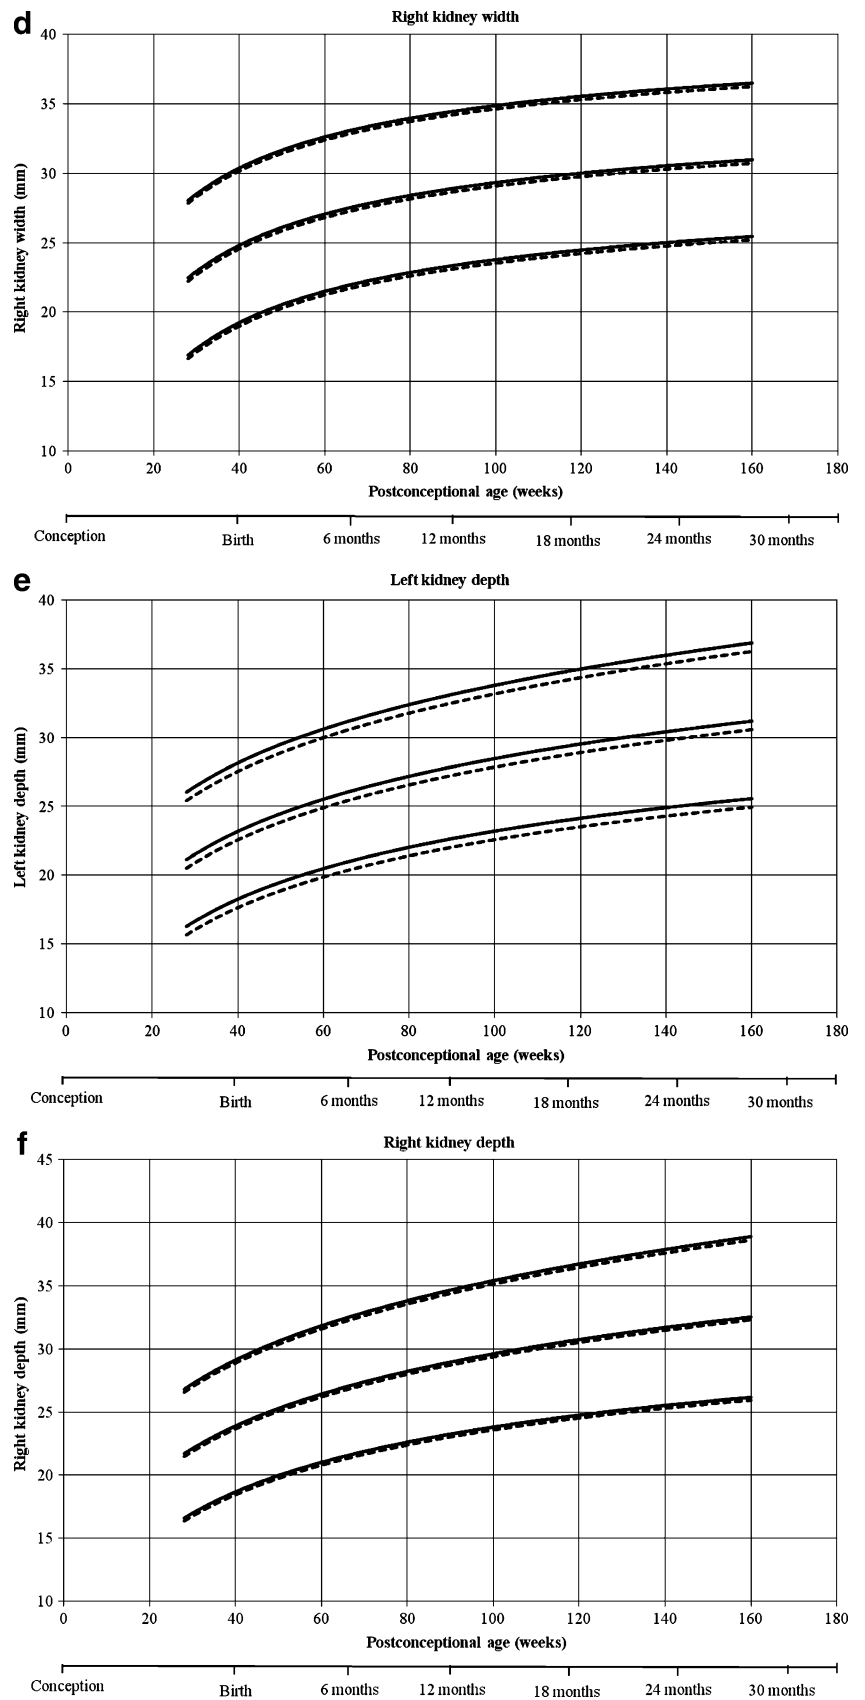 d
Right kidney width
40
35
30
25
20
15
10
Right kidney width (mm)
0 20 40 60 80 100 120 140 160 180
Postconceptional age (weeks)
Conception Birth 6 months 12 months 18 months 24 months 30 months
e
Left kidney depth
40
35
30
25
20
15
10
Left kidney depth (mm)
0 20 40 60 80 100 120 140 160 180
Postconceptional age (weeks)
Conception Birth 6 months 12 months 18 months 24 months 30 months
f
Right kidney depth
45
40
35
30
25
20
15
10
Right kidney depth (mm)
0 20 40 60 80 100 120 140 160 180
Postconceptional age (weeks)
Conception Birth 6 months 12 months 18 months 24 months 30 months